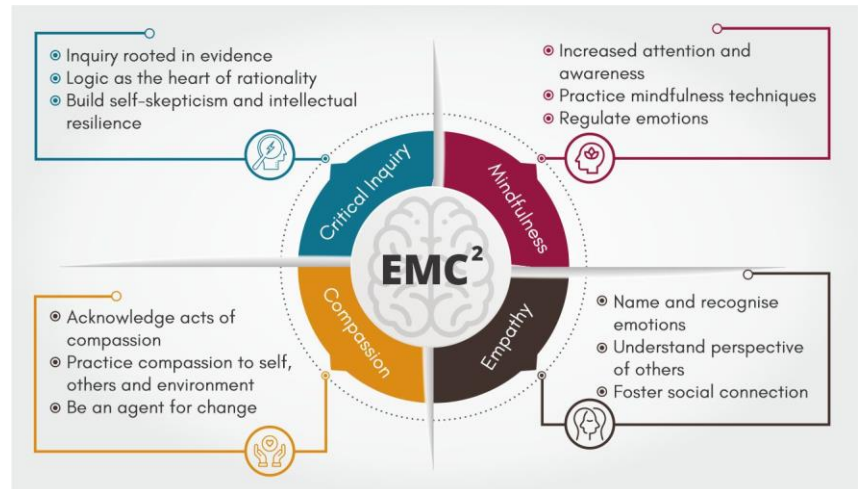 Inquiry rooted in evidence
Logic as the heart of rationality
Build self-skepticism and intellectual
resilience
Increased attention and
awareness
Practice mindfulness techniques
Regulate emotions
Critical Inquiry
Mindfulness
EMC²
Compassion
Empathy
Acknowledge acts of
compassion
Practice compassion to self,
others and environment
Be an agent for change
Name and recognise
emotions
Understand perspective
of others
Foster social connection